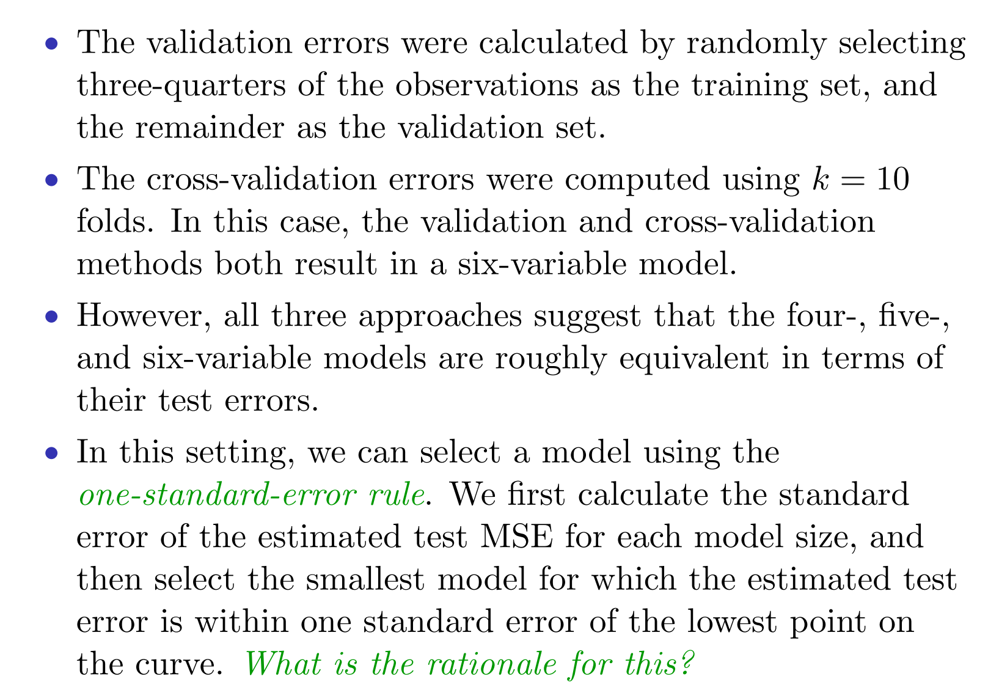 • The validation errors were calculated by randomly selecting
three-quarters of the observations as the training set, and
the remainder as the validation set.
• The cross-validation errors were computed using k = 10
folds. In this case, the validation and cross-validation
methods both result in a six-variable model.
• However, all three approaches suggest that the four-, five-,
and six-variable models are roughly equivalent in terms of
their test errors.
• In this setting, we can select a model using the
one-standard-error rule. We first calculate the standard
error of the estimated test MSE for each model size, and
then select the smallest model for which the estimated test
error is within one standard error of the lowest point on
the curve. What is the rationale for this?